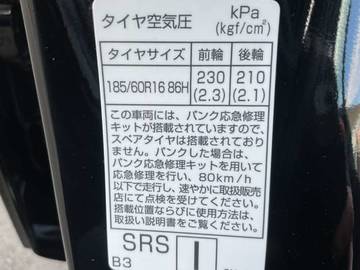 タイヤ空気圧 kPa
(kgf/cm²)
タイヤサイズ 前輪 後輪
185/60R16 86H 230 210
(2.3) (2.1)
この車両には、パンク応急修理
キットが搭載されていますので、
スペアタイヤは搭載されており
ません。パンクした場合は、
パンク応急修理キットを用いて
応急修理を行い、80km/h
以下で走行し、速やかに取扱販売
店にて点検を受けてください。
搭載位置ならびに使用方法は、
取扱説明書をご覧ください。
SRS
B3